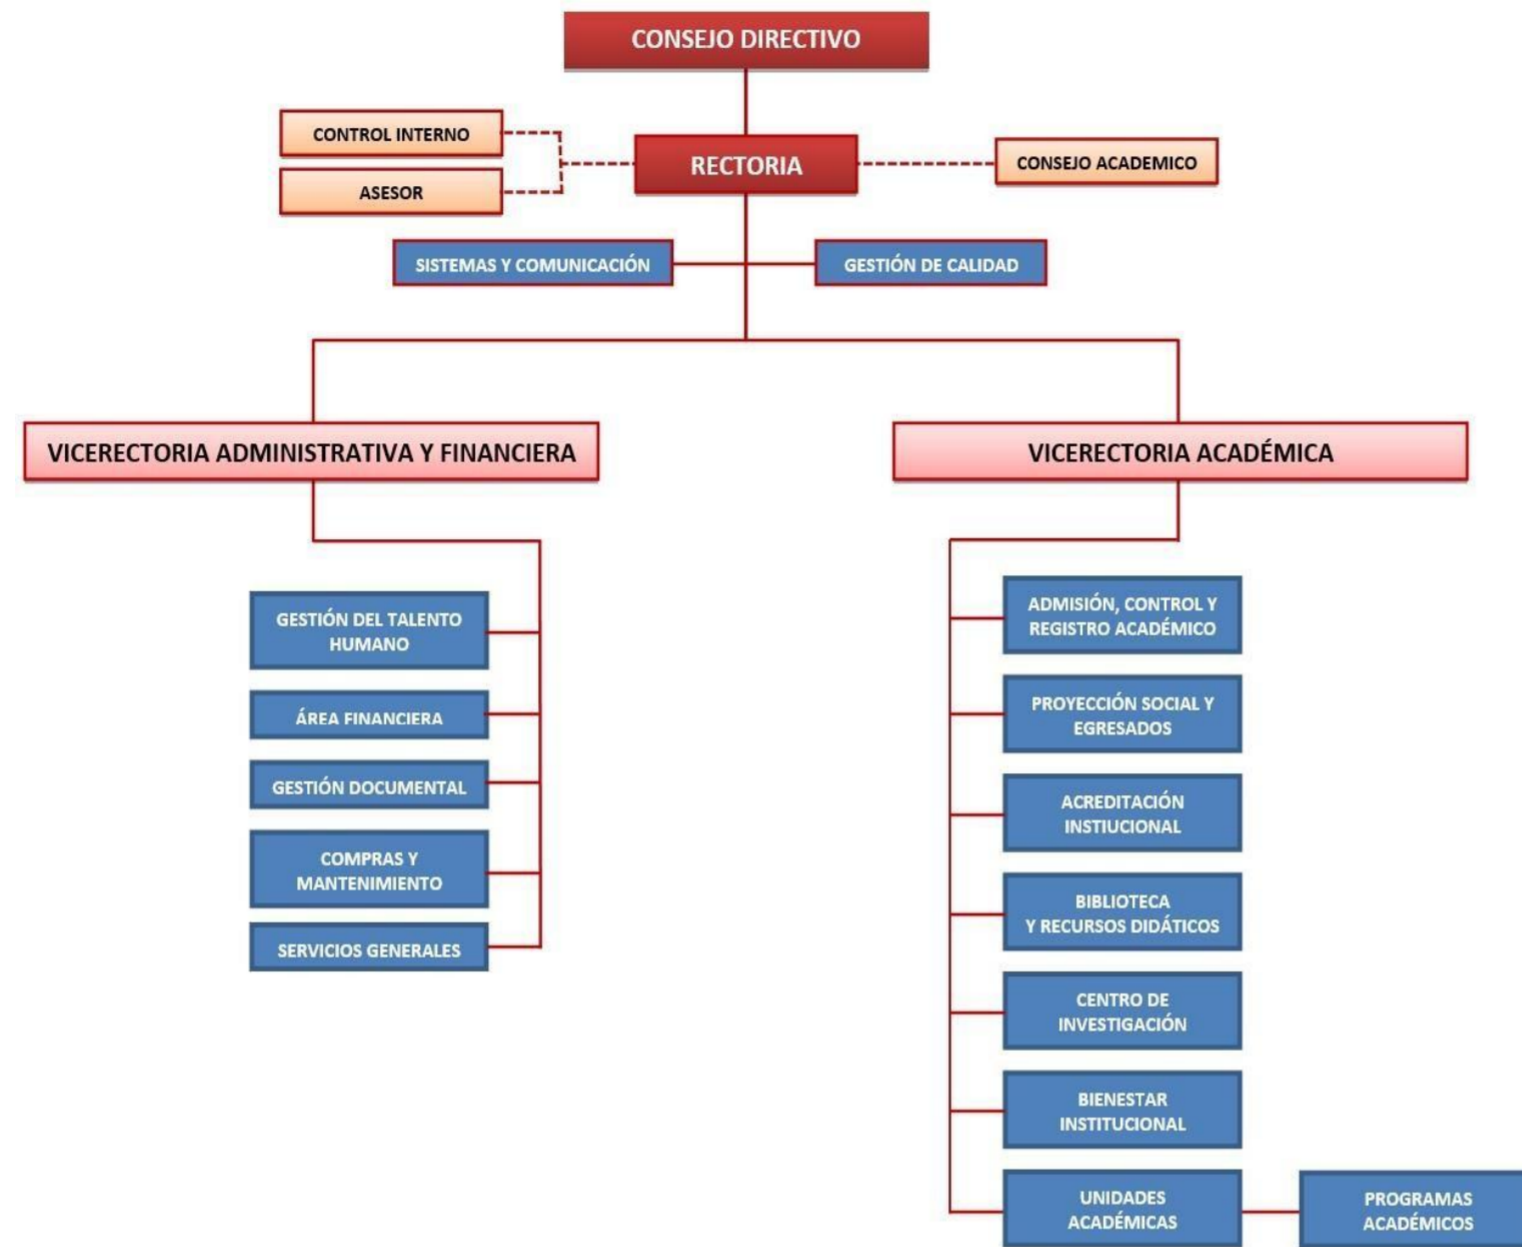 CONSEJO DIRECTIVO
CONTROL INTERNO
RECTORIA
CONSEJO ACADEMICO
ASESOR
SISTEMAS Y COMUNICACIÓN
GESTIÓN DE CALIDAD
VICERECTORIA ADMINISTRATIVA Y FINANCIERA
GESTIÓN DEL TALENTO
HUMANO
ÁREA FINANCIERA
GESTIÓN DOCUMENTAL
COMPRAS Y
MANTENIMIENTO
SERVICIOS GENERALES
VICERECTORIA ACADÉMICA
ADMISIÓN, CONTROL Y
REGISTRO ACADÉMICO
PROYECCIÓN SOCIAL Y
EGRESADOS
ACREDITACIÓN
INSTIUCIONAL
BIBLIOTECA
Y RECURSOS DIDÁTICOS
CENTRO DE
INVESTIGACIÓN
BIENESTAR
INSTITUCIONAL
UNIDADES
ACADÉMICAS
PROGRAMAS
ACADÉMICOS